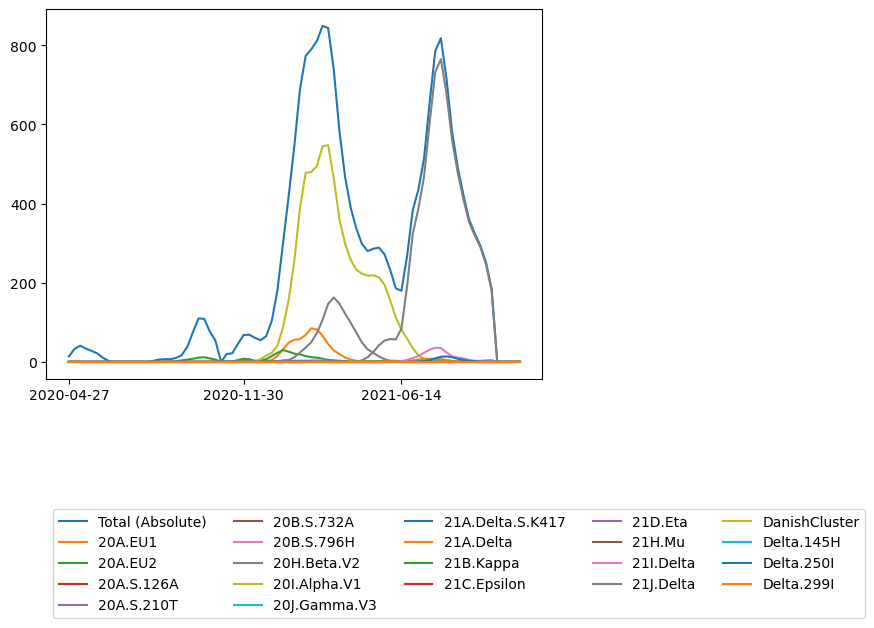 800
600
400
200
0
2020-04-27 2020-11-30 2021-06-14
Total (Absolute) 20B.S.732A 21A.Delta.S.K417 21D.Eta DanishCluster
20A.EU1 20B.S.796H 21A.Delta 21H.Mu Delta.145H
20A.EU2 20H.Beta.V2 21B.Kappa 21I.Delta Delta.250I
20A.S.126A 20I.Alpha.V1 21C.Epsilon 21J.Delta Delta.299I
20A.S.210T 20J.Gamma.V3